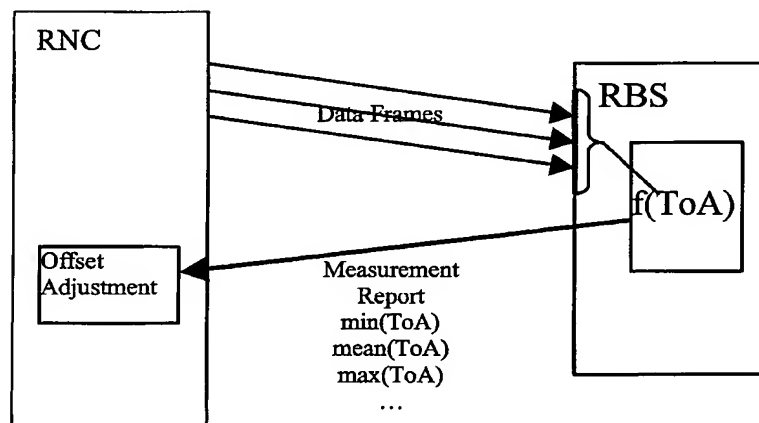 RNC
RBS
Data Frames
f(ToA)
Offset
Adjustment
Measurement
Report
min(ToA)
mean(ToA)
max(ToA)
...